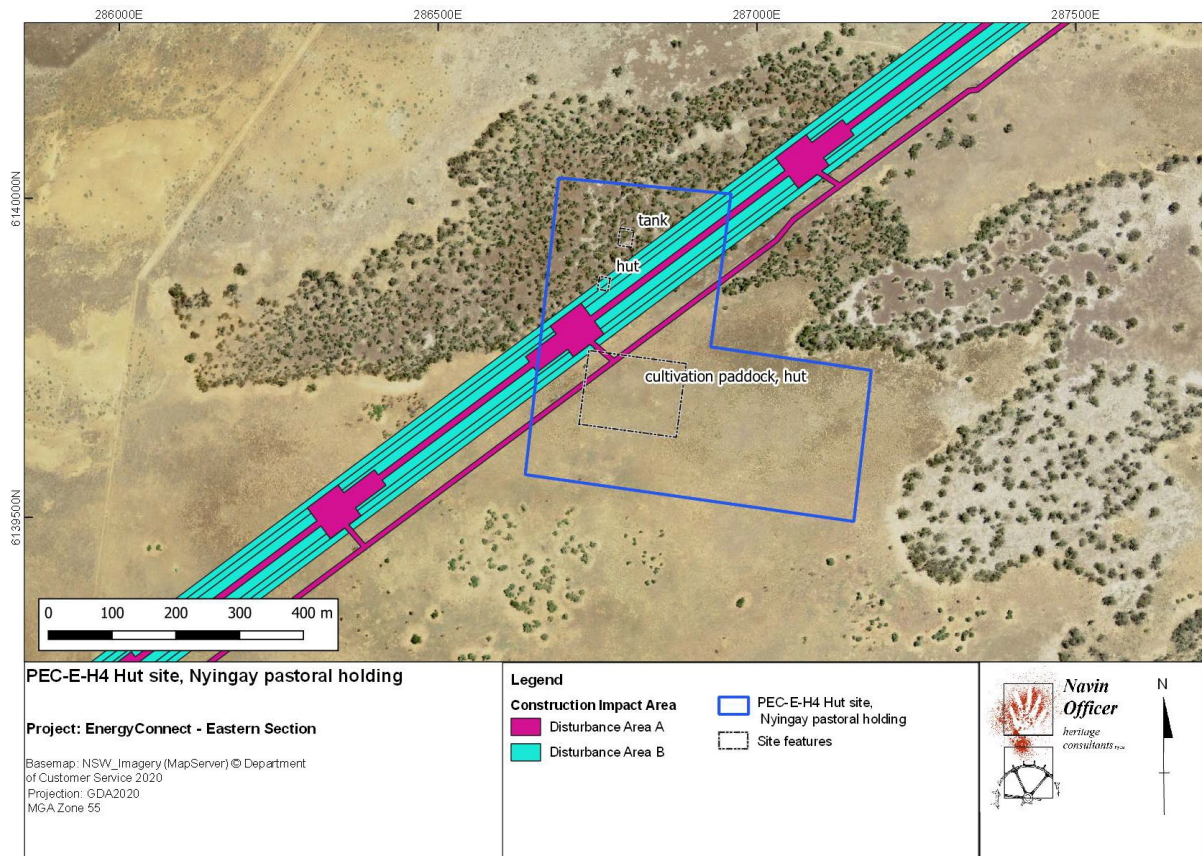 286000E
286500E
287000E
287500E
6140000N
6139500N
tank
hut
cultivation paddock, hut
0 100 200 300 400 m
PEC-E-H4 Hut site, Nyingay pastoral holding
Project: EnergyConnect - Eastern Section
Basemap: NSW_Imagery (MapServer) © Department
of Customer Service 2020
Projection: GDA2020
MGA Zone 55
Legend
Construction Impact Area
Disturbance Area A
Disturbance Area B
PEC-E-H4 Hut site,
Nyingay pastoral holding
Site features
Navin
Officer
heritage
consultants
N